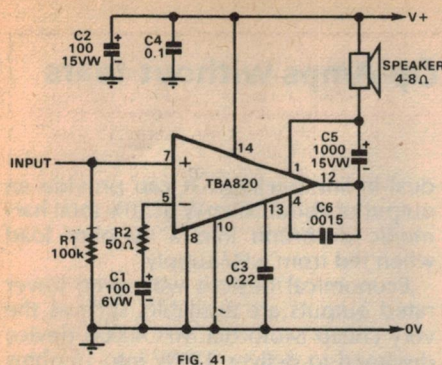 V+
C2
100
15VW
+
−
C4
0.1
SPEAKER
4-8Ω
14
INPUT
7
+
TBA820
1
C5
1000
15VW
+
−
12
5
−
13
4
8
10
R2
50Ω
C6
.0015
R1
100k
C1
100
6VW
+
−
C3
0.22
0V
FIG. 41